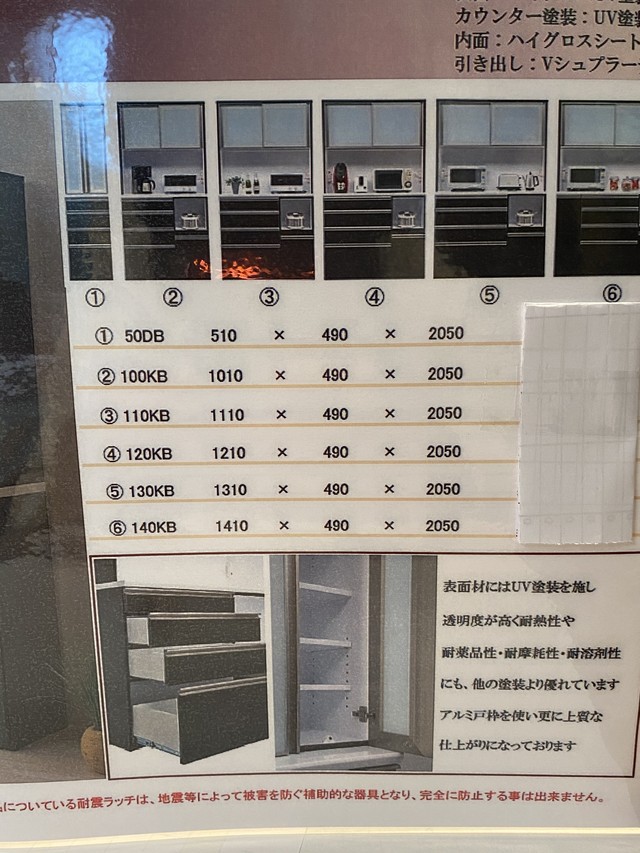 カウンター塗装：UV塗装
内面：ハイグロスシート
引き出し：Vシュプラー
① ② ③ ④ ⑤ ⑥
① 50DB 510 × 490 × 2050
② 100KB 1010 × 490 × 2050
③ 110KB 1110 × 490 × 2050
④ 120KB 1210 × 490 × 2050
⑤ 130KB 1310 × 490 × 2050
⑥ 140KB 1410 × 490 × 2050
表面材にはUV塗装を施し
透明度が高く耐熱性や
耐薬品性・耐摩耗性・耐溶剤性
にも、他の塗装より優れています
アルミ戸枠を使い更に上質な
仕上がりになっております
についている耐震ラッチは、地震等によって被害を防ぐ補助的な器具となり、完全に防止する事は出来ません。